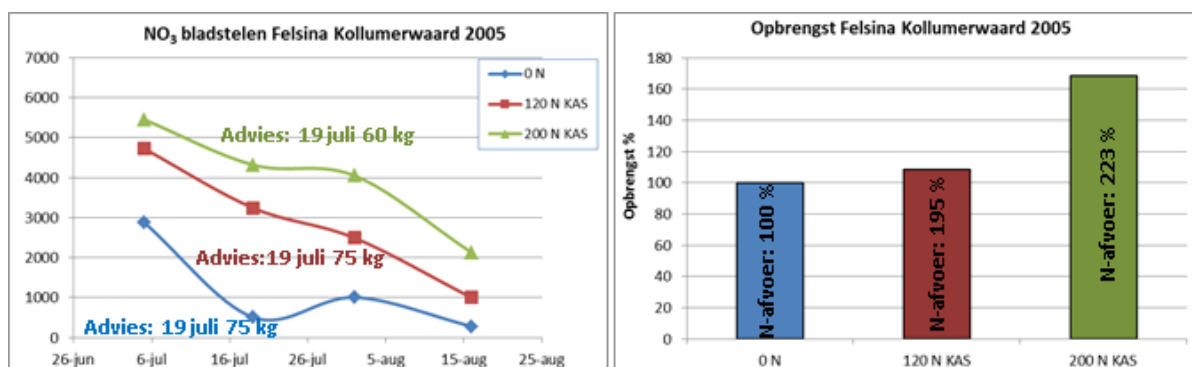 NO₃ bladstelen Felsina Kollumerwaard 2005
7000
6000
5000
4000
3000
2000
1000
0
26-jun
6-jul
16-jul
26-jul
5-aug
15-aug
25-aug
0 N
120 N KAS
200 N KAS
Advies: 19 juli 60 kg
Advies:19 juli 75 kg
Advies: 19 juli 75 kg
Opbrengst Felsina Kollumerwaard 2005
Opbrengst %
180
160
140
120
100
80
60
40
20
0
N-afvoer: 100 %
N-afvoer: 195 %
N-afvoer: 223 %
0 N
120 N KAS
200 N KAS